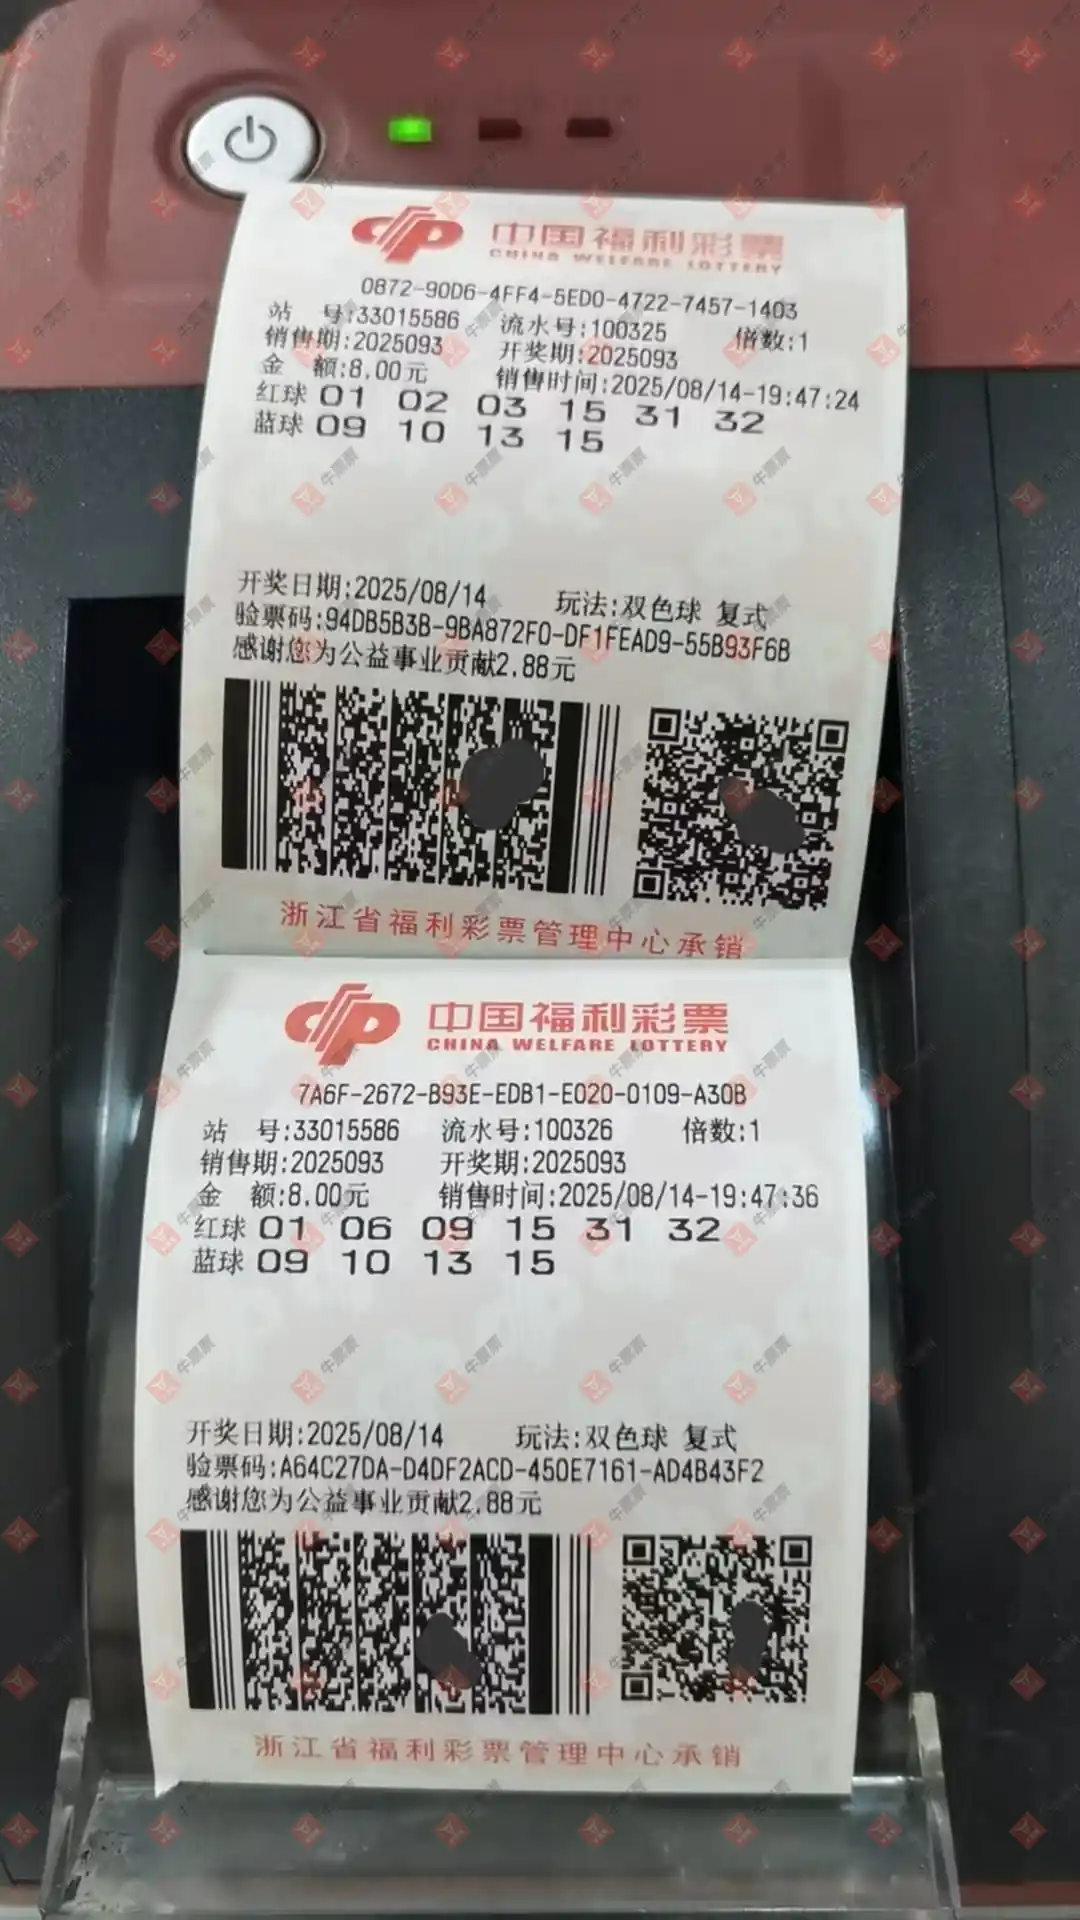 中国福利彩票
CHINA WELFARE LOTTERY
0872-90D6-4FF4-5ED0-4722-7457-1403
站 号:33015586 流水号:100325 倍数:1
销售期:2025093 开奖期:2025093
金 额:8.00元 销售时间:2025/08/14-19:47:24
红球 01 02 03 15 31 32
蓝球 09 10 13 15
开奖日期:2025/08/14 玩法:双色球 复式
验票码:94DB5B3B-9BA872F0-DF1FEAD9-55B93F6B
感谢您为公益事业贡献2.88元
浙江省福利彩票管理中心承销
中国福利彩票
CHINA WELFARE LOTTERY
7A6F-2672-B93E-EDB1-E020-0109-A30B
站 号:33015586 流水号:100326 倍数:1
销售期:2025093 开奖期:2025093
金 额:8.00元 销售时间:2025/08/14-19:47:36
红球 01 06 09 15 31 32
蓝球 09 10 13 15
开奖日期:2025/08/14 玩法:双色球 复式
验票码:A64C27DA-D4DF2ACD-450E7161-AD4B43F2
感谢您为公益事业贡献2.88元
浙江省福利彩票管理中心承销
牛票票